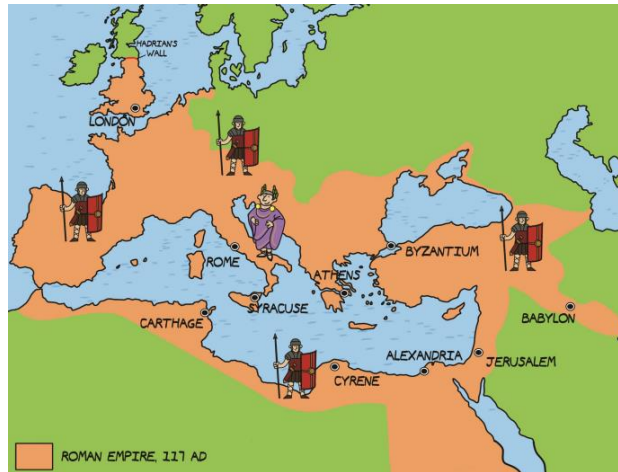 HADRIAN'S
WALL
LONDON
ROME
BYZANTIUM
ATHENS
SYRACUSE
CARTHAGE
BABYLON
ALEXANDRIA
JERUSALEM
CYRENE
ROMAN EMPIRE, 117 AD